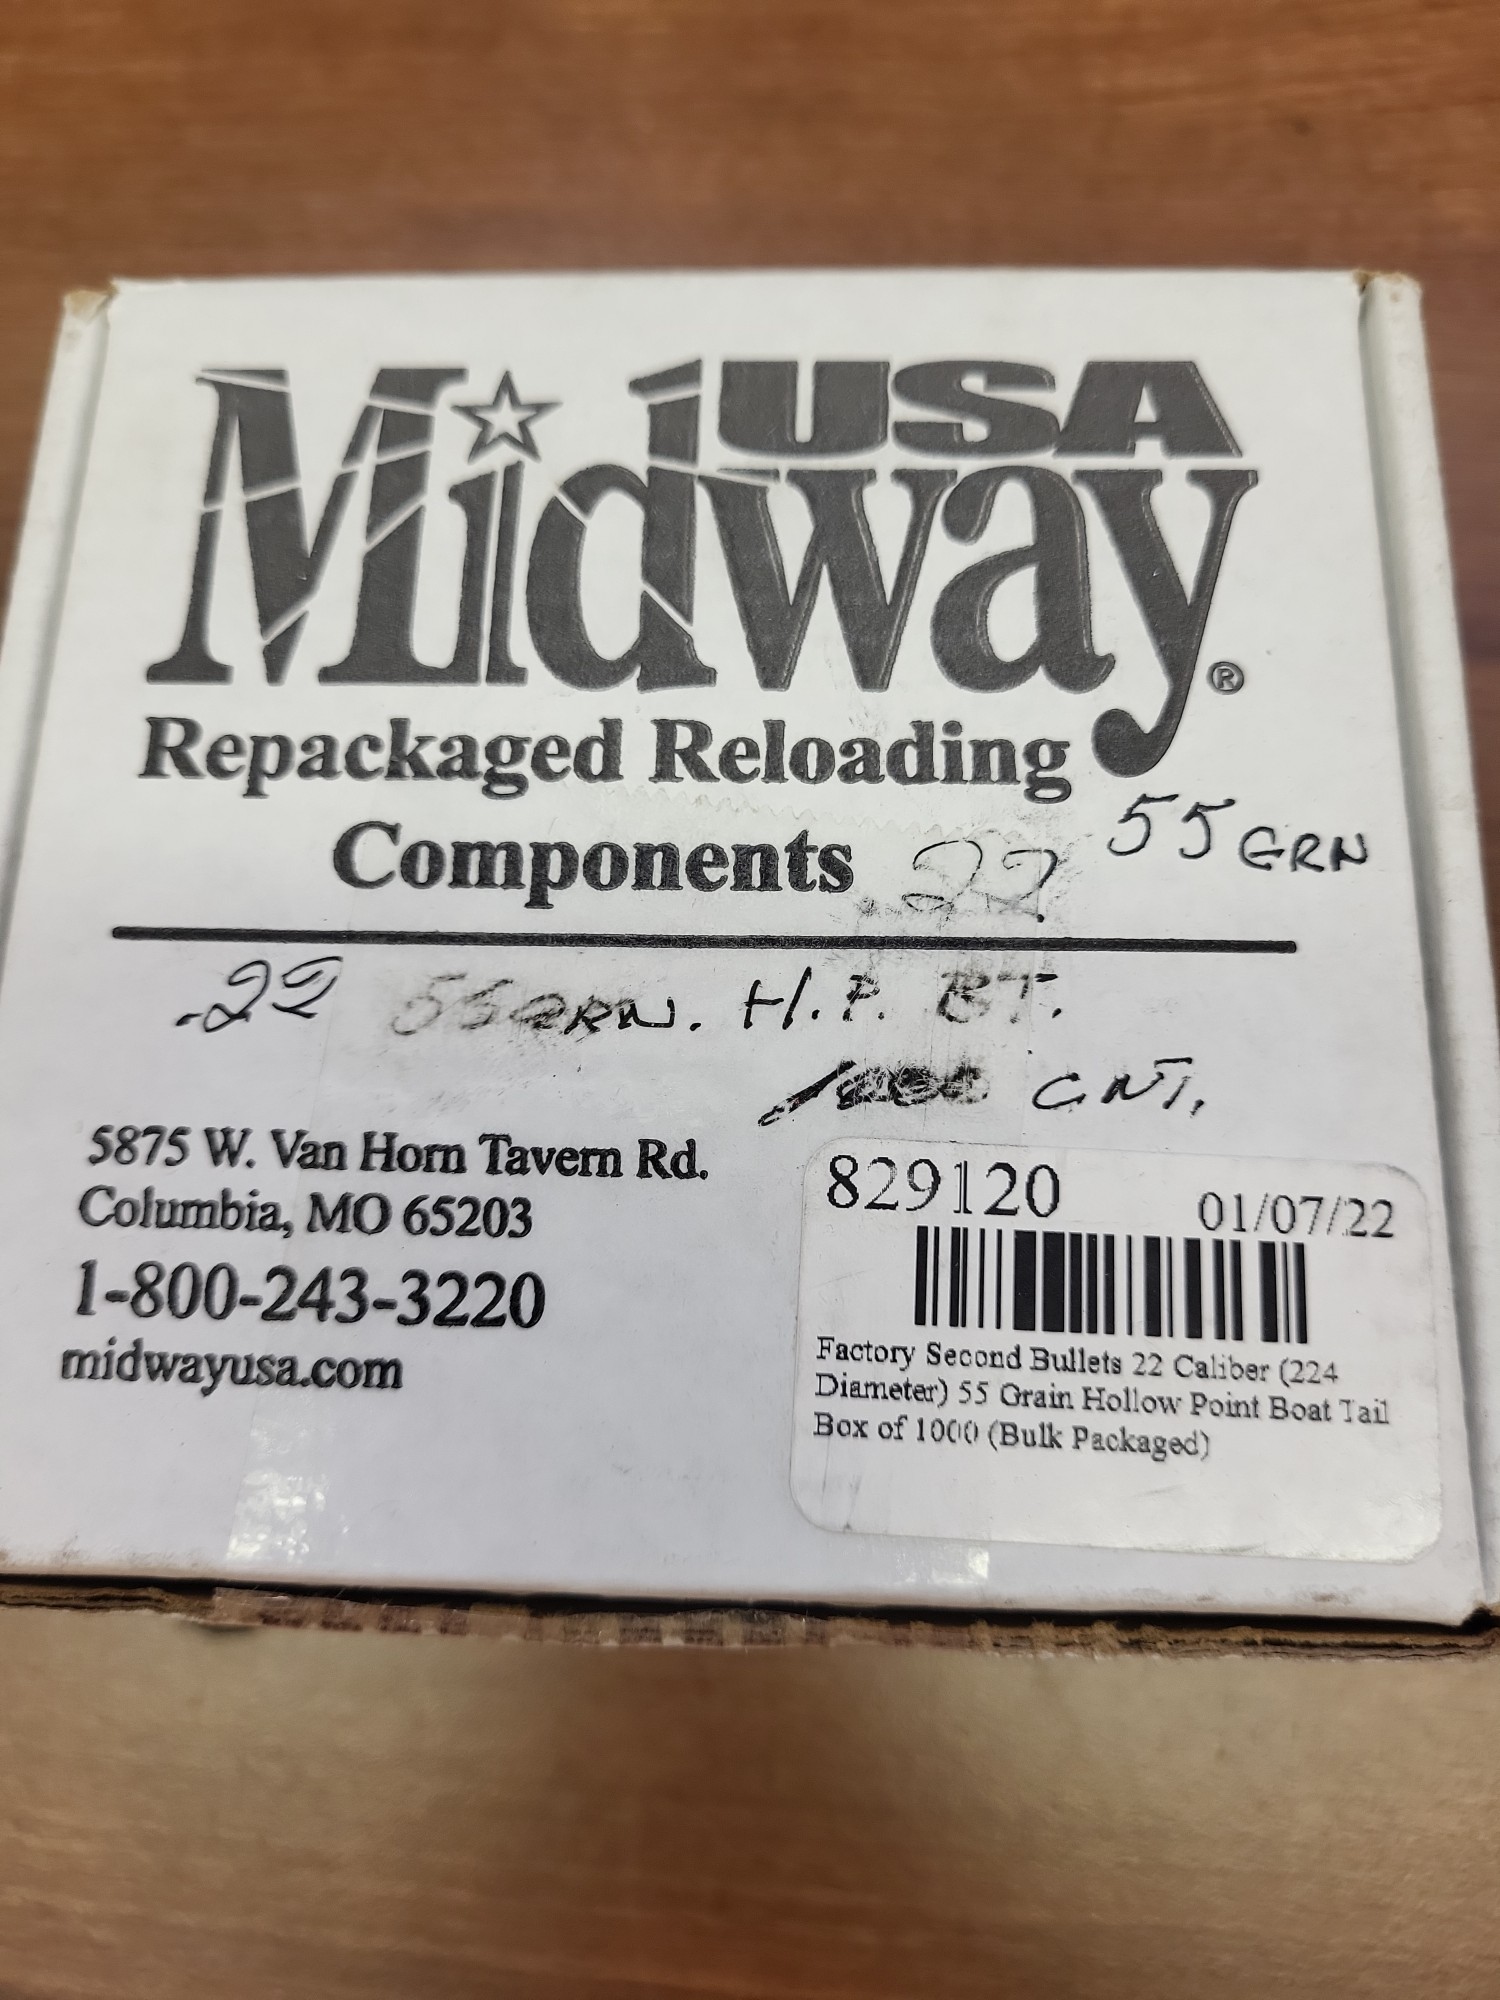 Midway USA ®
Repackaged Reloading
Components
22 55 GRN
.22 55 GRN. H.P. BT.
1000 CNT.
5875 W. Van Horn Tavern Rd.
Columbia, MO 65203
1-800-243-3220
midwayusa.com
829120 01/07/22
Factory Second Bullets 22 Caliber (224
Diameter) 55 Grain Hollow Point Boat Tail
Box of 1000 (Bulk Packaged)